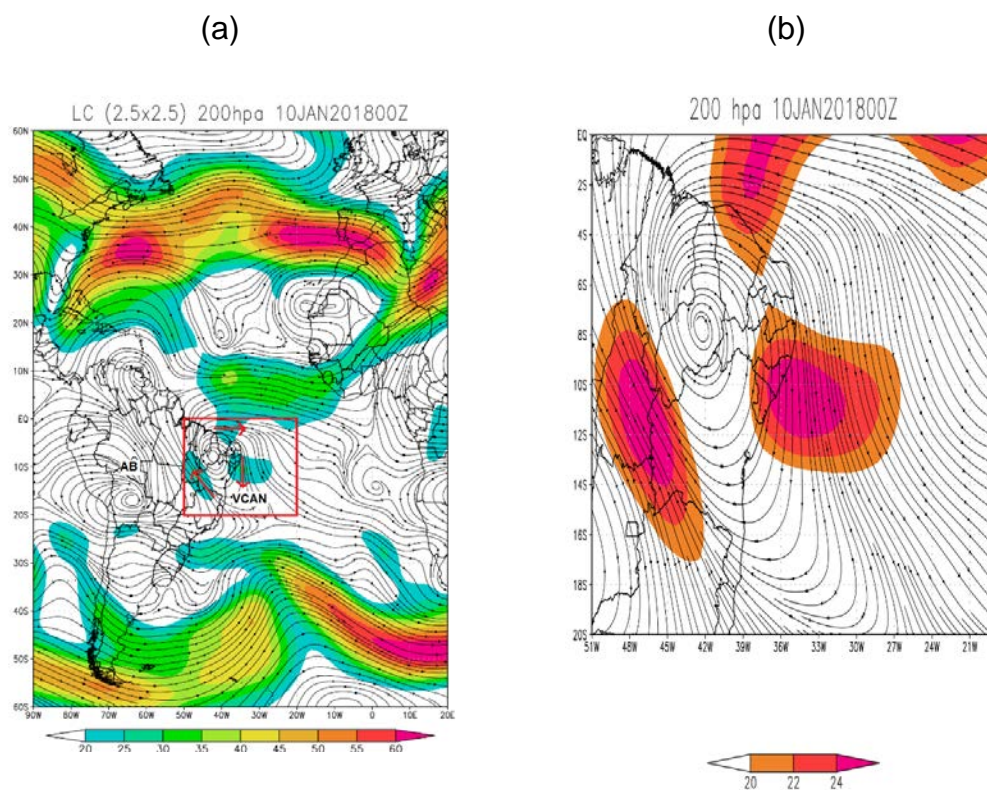 (a)
(b)
LC (2.5x2.5) 200hpa 10JAN201800Z
200 hpa 10JAN201800Z
60N
50N
40N
30N
20N
10N
EQ
10S
20S
30S
40S
50S
60S
AB
VCAN
90W 80W 70W 60W 50W 40W 30W 20W 10W 0 10E 20E
20 25 30 35 40 45 50 55 60
EQ
2S
4S
6S
8S
10S
12S
14S
16S
18S
20S
51W 48W 45W 42W 39W 36W 33W 30W 27W 24W 21W
20 22 24